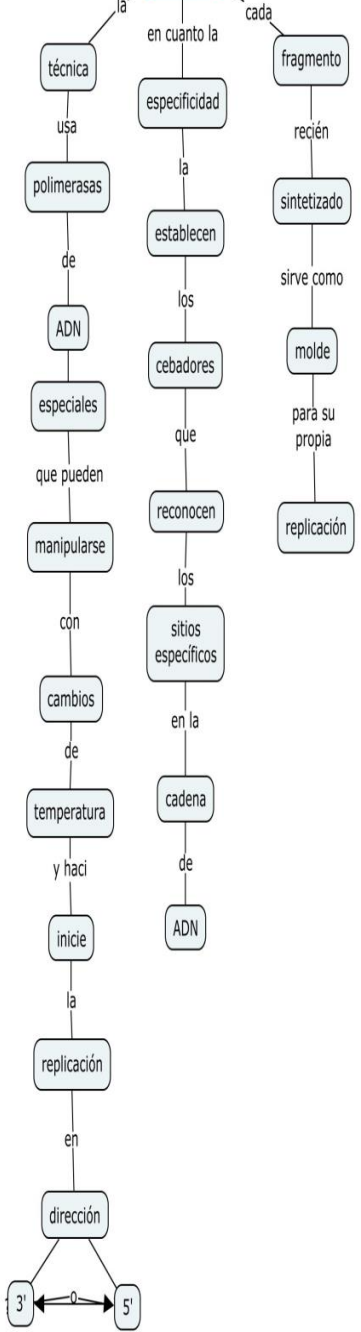 la
técnica
usa
polimerasas
de
ADN
especiales
que pueden
manipularse
con
cambios
de
temperatura
y haci
inicie
la
replicación
en
dirección
3'
o
5'
en cuanto la
especificidad
la
establecen
los
cebadores
que
reconocen
los
sitios
específicos
en la
cadena
de
ADN
cada
fragmento
recién
sintetizado
sirve como
molde
para su
propia
replicación